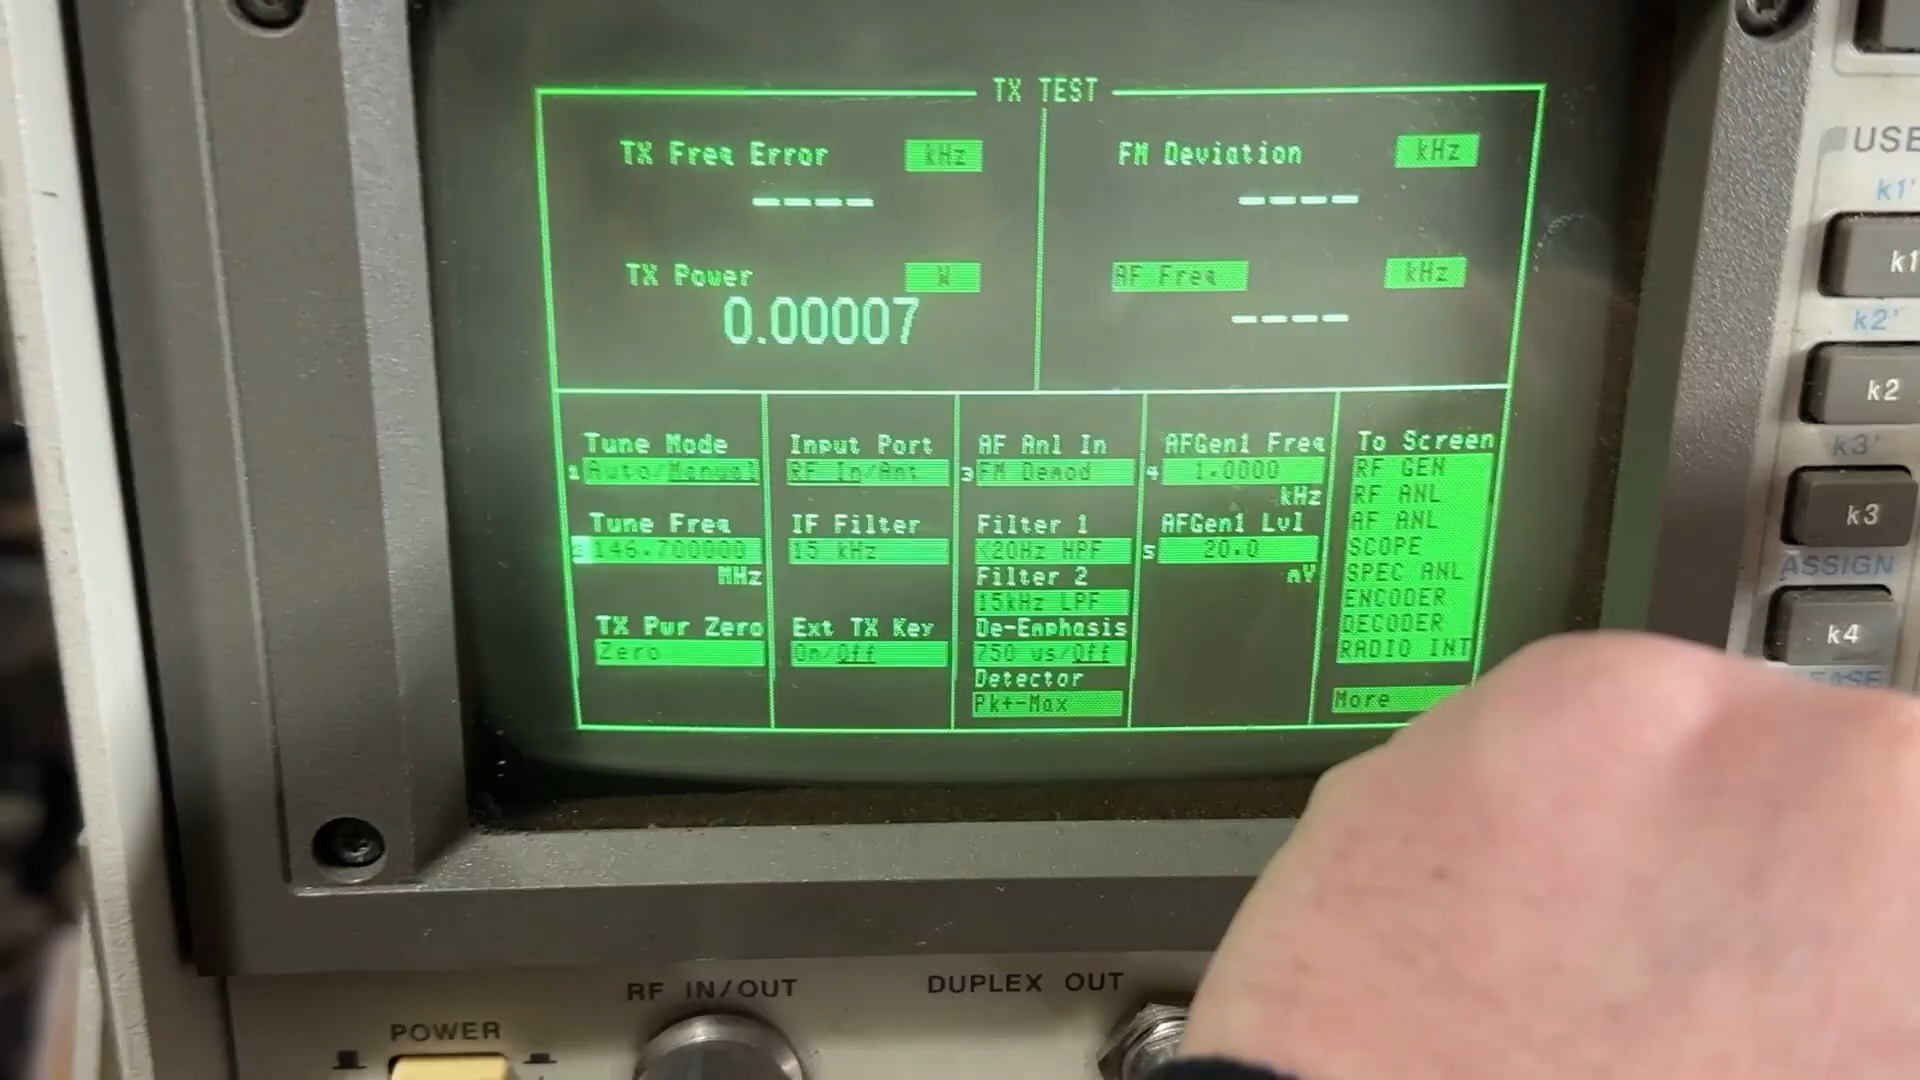 TX TEST
TX Freq Error kHz
----
FM Deviation kHz
----
TX Power W
0.00007
AF Freq kHz
----
Tune Mode
1 Auto/Manual
Tune Freq
2 146.700000
MHz
TX Pwr Zero
Zero
Input Port
RF In/Ant
IF Filter
15 kHz
Ext TX Key
On/Off
AF Anl In
3 FM Demod
Filter 1
<20Hz HPF
Filter 2
15kHz LPF
De-Emphasis
750 us/Off
Detector
Pk+-Max
AFGen1 Freq
4 1.0000
kHz
AFGen1 Lvl
5 20.0
mV
To Screen
RF GEN
RF ANL
AF ANL
SCOPE
SPEC ANL
ENCODER
DECODER
RADIO INT
More
USE
k1'
k1
k2'
k2
k3'
k3
ASSIGN
k4
RF IN/OUT
DUPLEX OUT
POWER